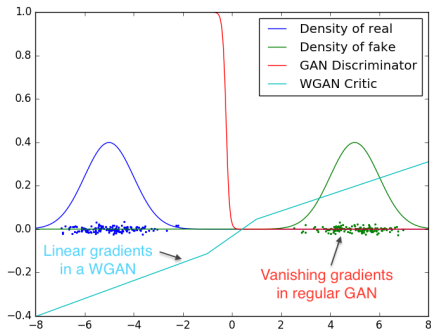 1.0
0.8
0.6
0.4
0.2
0.0
−0.2
−0.4
Density of real
Density of fake
GAN Discriminator
WGAN Critic
Linear gradients
in a WGAN
Vanishing gradients
in regular GAN
−8
−6
−4
−2
0
2
4
6
8